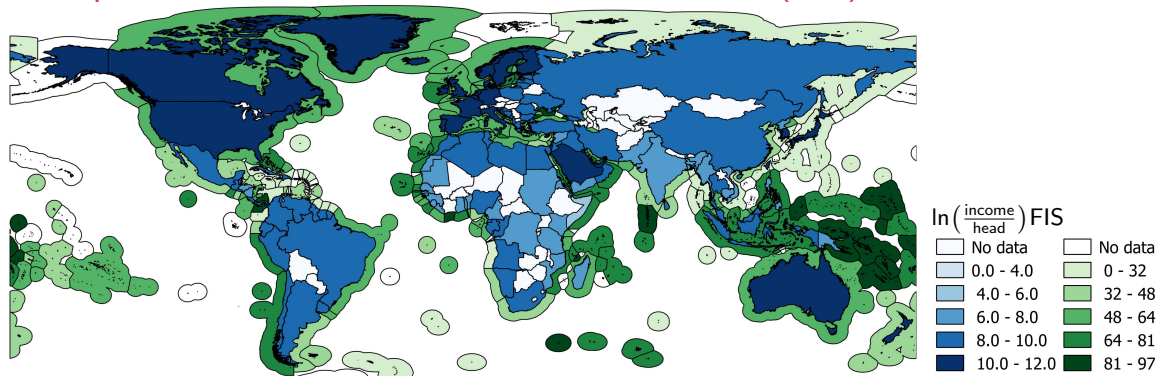 ln(income/head) FIS
No data No data
0.0 - 4.0 0 - 32
4.0 - 6.0 32 - 48
6.0 - 8.0 48 - 64
8.0 - 10.0 64 - 81
10.0 - 12.0 81 - 97